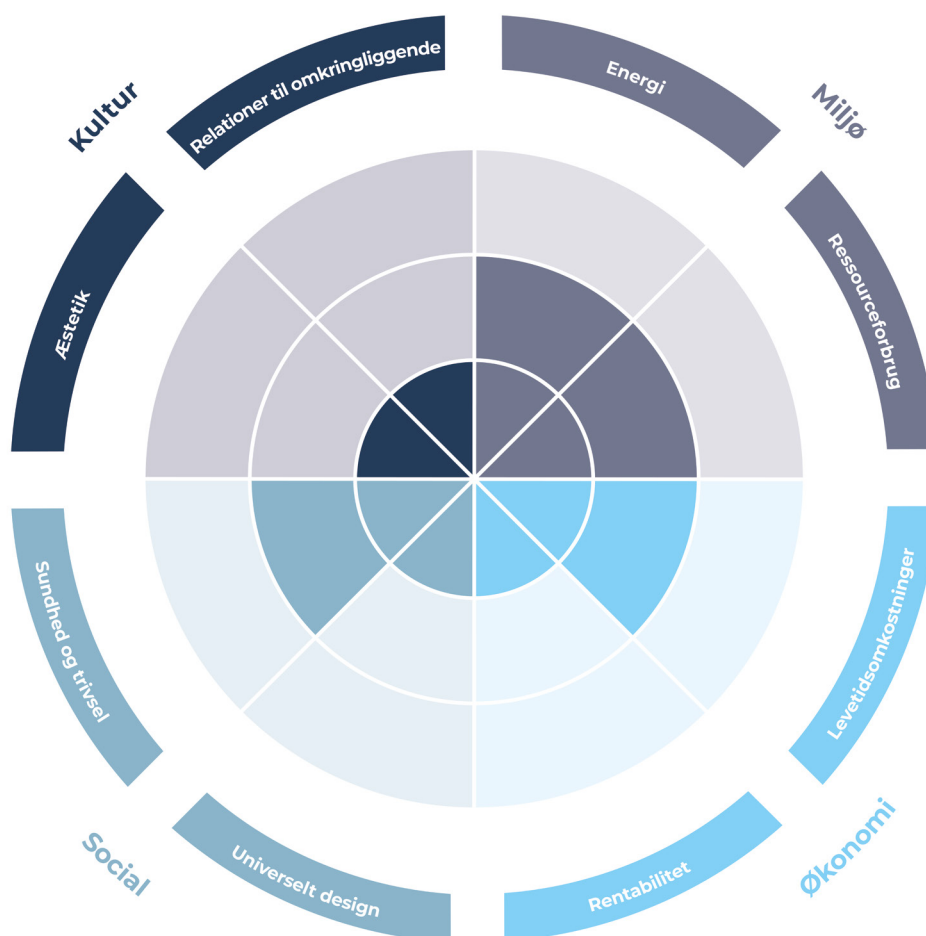 Kultur
Relationer til omkringliggende
Energi
Miljø
Æstetik
Ressourceforbrug
Sundhed og trivsel
Levetidsomkostninger
Social
Universelt design
Rentabilitet
Økonomi